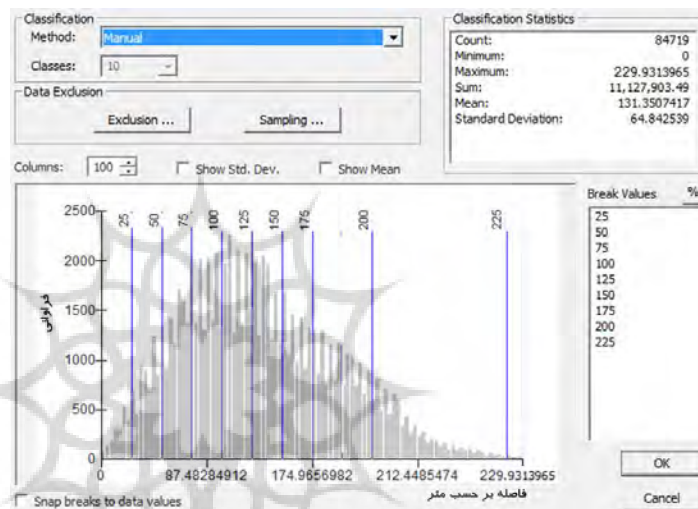 Classification
Method: Manual
Classes: 10
Data Exclusion
Exclusion ... Sampling ...
Classification Statistics
Count: 84719
Minimum: 0
Maximum: 229.9313965
Sum: 11,127,903.49
Mean: 131.3507417
Standard Deviation: 64.842539
Columns: 100 Show Std. Dev. Show Mean
Break Values %
25
50
75
100
125
150
175
200
225
25 50 75 100 125 150 175 200 225
2500
2000
1500
1000
500
0
فراوانی
0 87.48284912 174.9656982 212.4485474 229.9313965
فاصله بر حسب متر
Snap breaks to data values
OK
Cancel